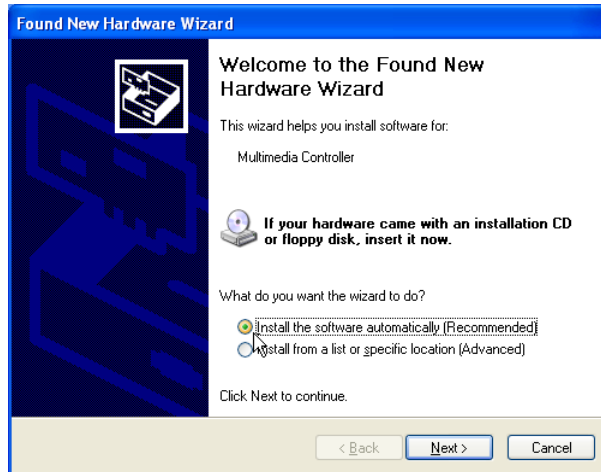 Found New Hardware Wizard
Welcome to the Found New
Hardware Wizard
This wizard helps you install software for:
Multimedia Controller
If your hardware came with an installation CD
or floppy disk, insert it now.
What do you want the wizard to do?
Install the software automatically (Recommended)
Install from a list or specific location (Advanced)
Click Next to continue.
< Back Next > Cancel